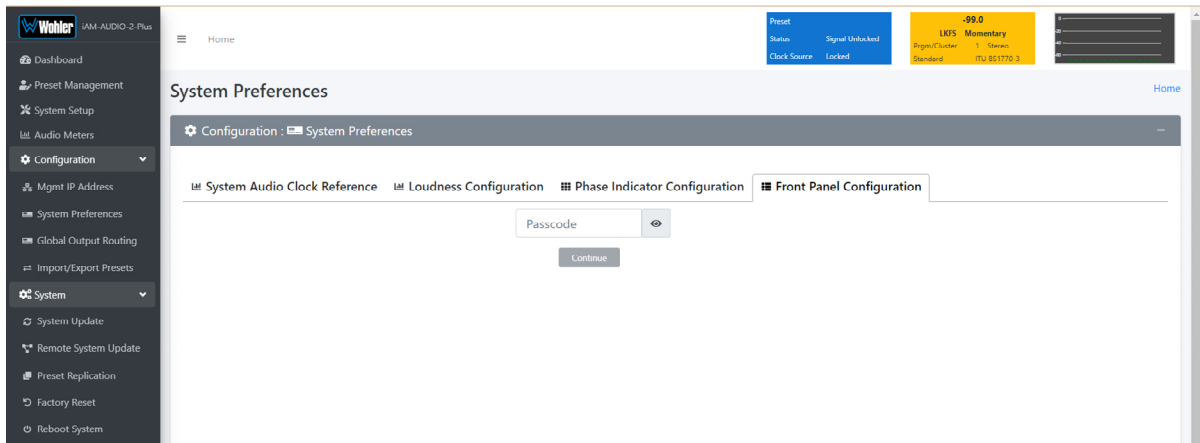 Wohler iAM-AUDIO-2-Plus
Dashboard
Preset Management
System Setup
Audio Meters
Configuration
Mgmt IP Address
System Preferences
Global Output Routing
Import/Export Presets
System
System Update
Remote System Update
Preset Replication
Factory Reset
Reboot System
Home
Preset
Status Signal Unlocked
Clock Source Locked
-99.0
LKFS Momentary
Prgm/Cluster 1 Stereo
Standard ITU BS1770-3
0
-20
-40
-60
System Preferences
Home
Configuration : System Preferences
System Audio Clock Reference Loudness Configuration Phase Indicator Configuration Front Panel Configuration
Passcode
Continue